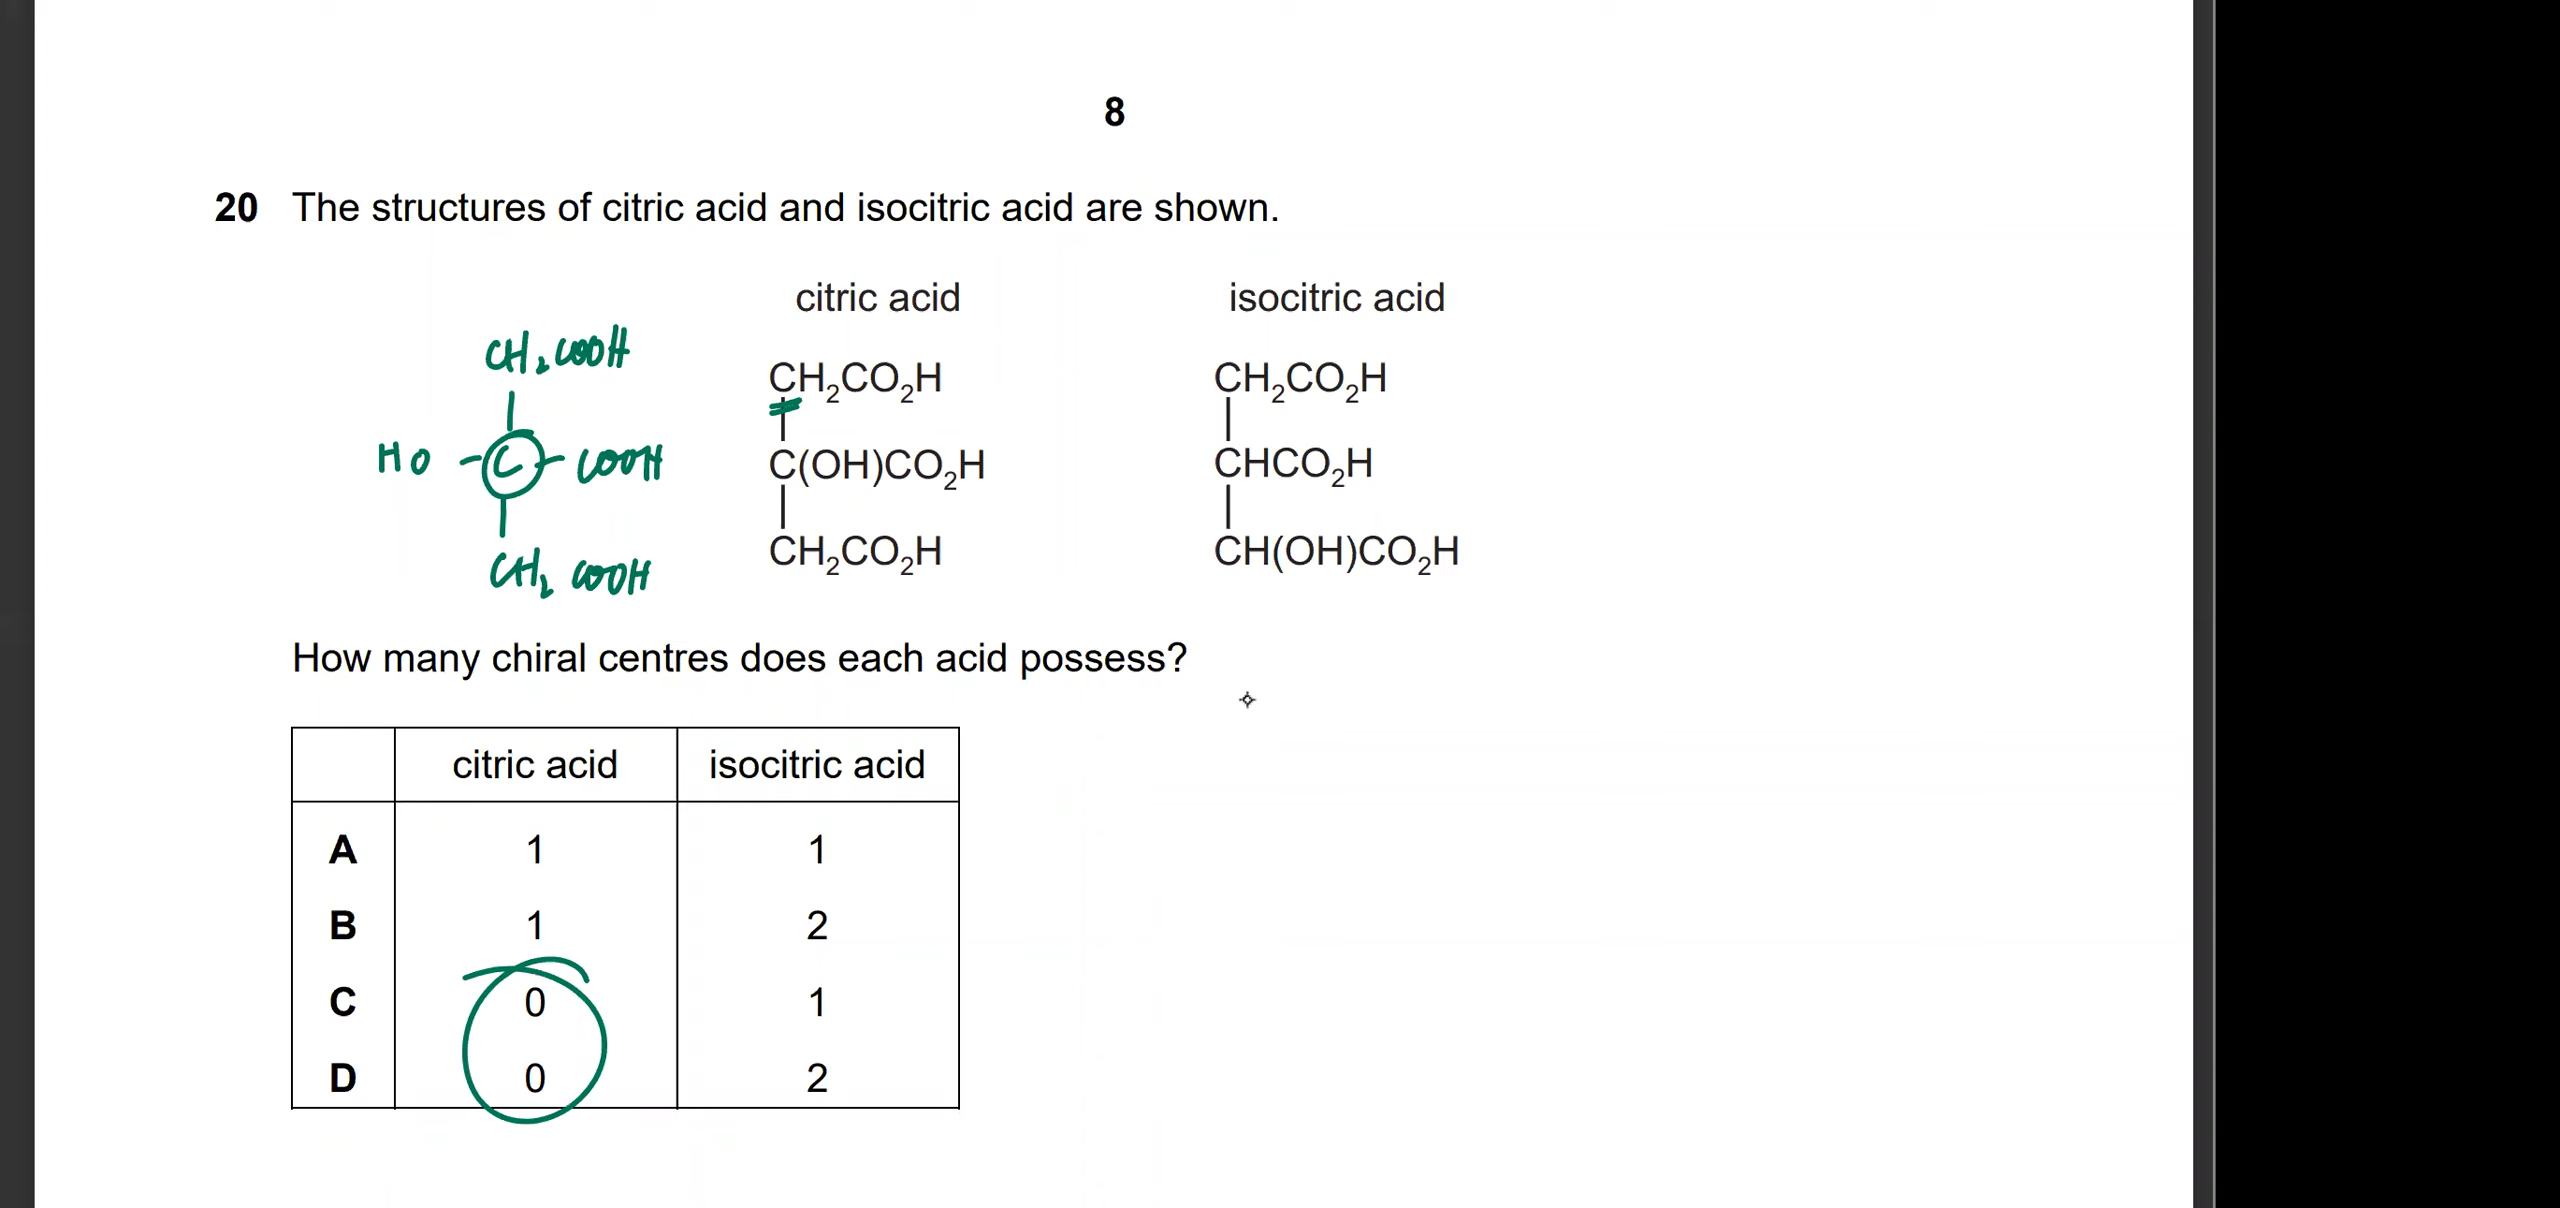 8
20 The structures of citric acid and isocitric acid are shown.
citric acid isocitric acid
CH₂COOH
CH₂CO₂H CH₂CO₂H
HO - C - COOH
C(OH)CO₂H CHCO₂H
CH₂CO₂H CH(OH)CO₂H
CH₂ COOH
How many chiral centres does each acid possess?
citric acid isocitric acid
A 1 1
B 1 2
C 0 1
D 0 2